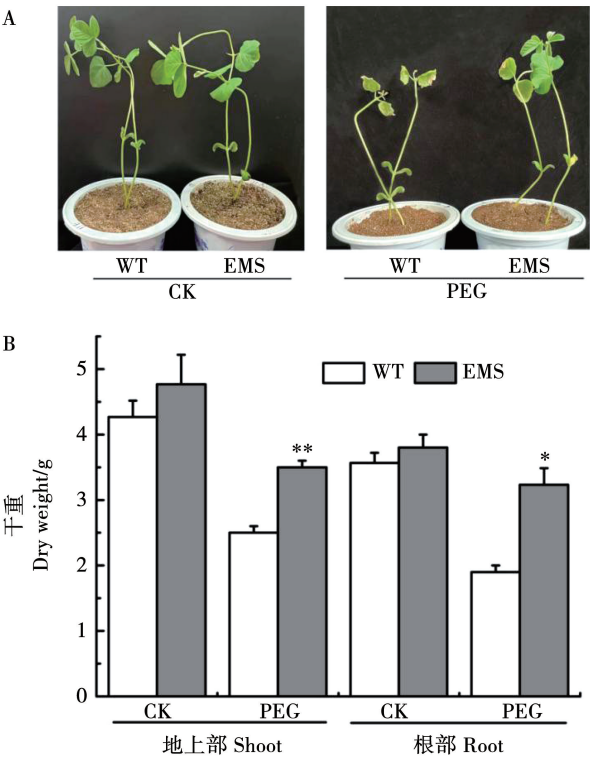 A
WT EMS WT EMS
CK PEG
B
WT EMS
5
4
3
2
1
0
干重
Dry weight/g
**
*
CK PEG CK PEG
地上部 Shoot 根部 Root